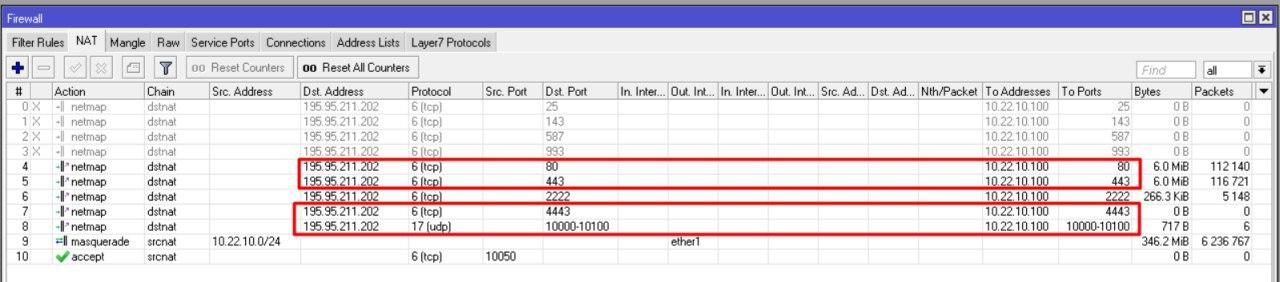 Firewall
Filter Rules NAT Mangle Raw Service Ports Connections Address Lists Layer7 Protocols
00 Reset Counters 00 Reset All Counters Find all
# Action Chain Src. Address Dst. Address Protocol Src. Port Dst. Port In. Inter... Out. Int... In. Inter... Out. Int... Src. Ad... Dst. Ad... Nth/Packet To Addresses To Ports Bytes Packets
0 X netmap dstnat 195.95.211.202 6 (tcp) 25 10.22.10.100 25 0 B 0
1 X netmap dstnat 195.95.211.202 6 (tcp) 143 10.22.10.100 143 0 B 0
2 X netmap dstnat 195.95.211.202 6 (tcp) 587 10.22.10.100 587 0 B 0
3 X netmap dstnat 195.95.211.202 6 (tcp) 993 10.22.10.100 993 0 B 0
4 netmap dstnat 195.95.211.202 6 (tcp) 80 10.22.10.100 80 6.0 MiB 112 140
5 netmap dstnat 195.95.211.202 6 (tcp) 443 10.22.10.100 443 6.0 MiB 116 721
6 netmap dstnat 195.95.211.202 6 (tcp) 2222 10.22.10.100 2222 266.3 KiB 5 148
7 netmap dstnat 195.95.211.202 6 (tcp) 4443 10.22.10.100 4443 0 B 0
8 netmap dstnat 195.95.211.202 17 (udp) 10000-10100 10.22.10.100 10000-10100 717 B 6
9 masquerade srcnat 10.22.10.0/24 ether1 346.2 MiB 6 236 767
10 accept srcnat 6 (tcp) 10050 0 B 0